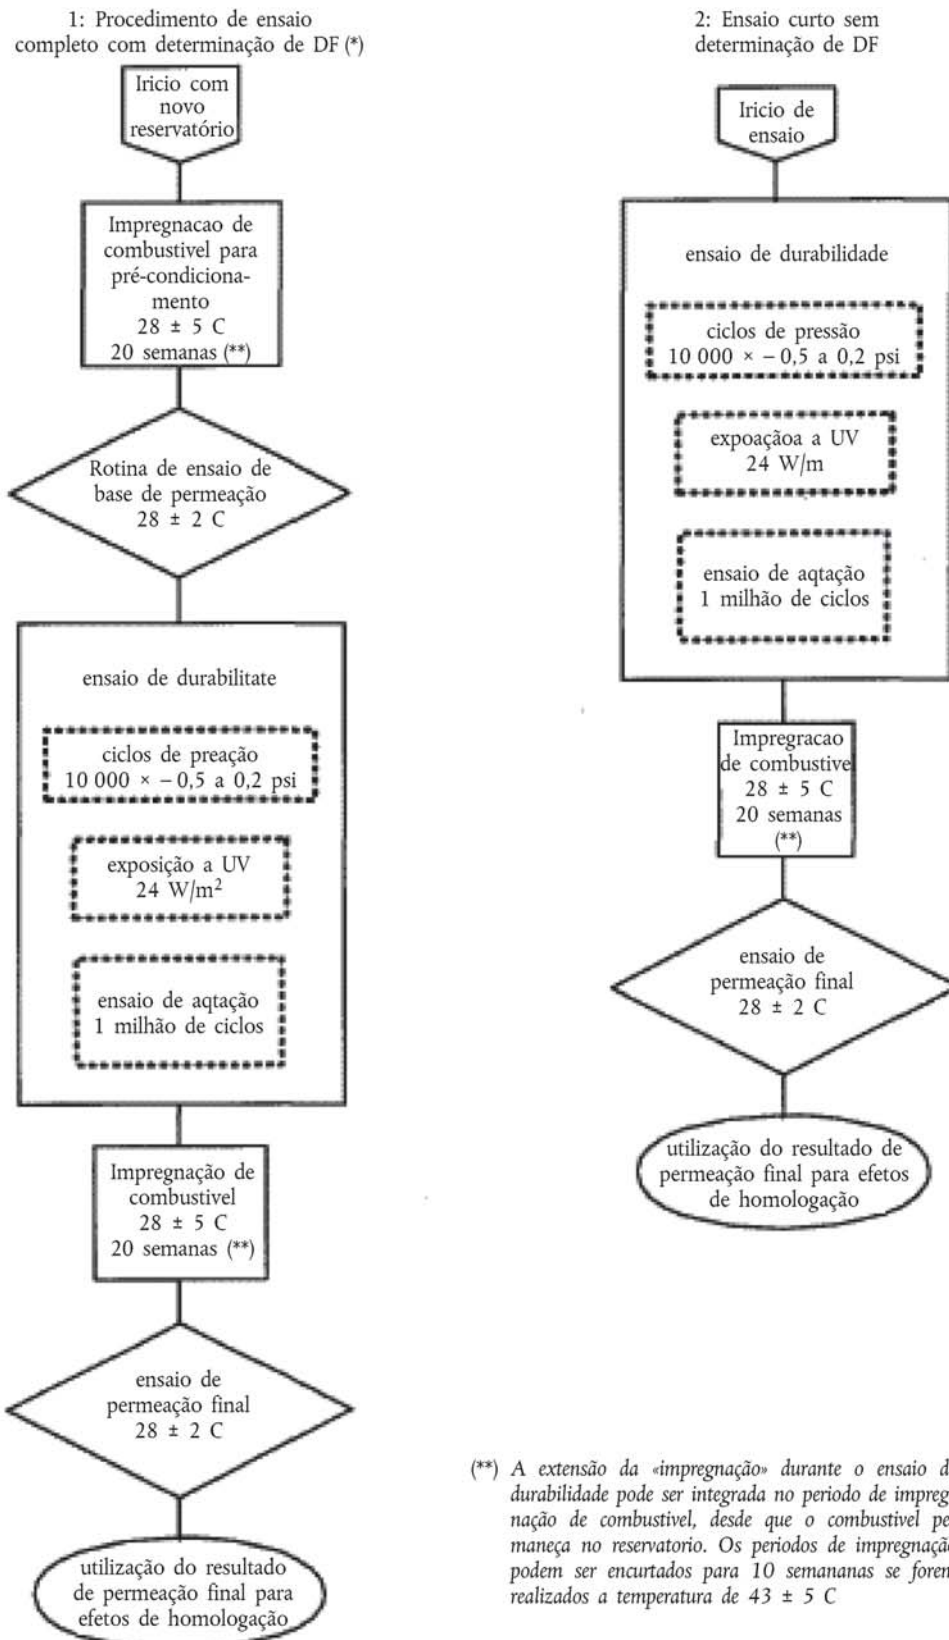 1: Procedimento de ensaio
completo com determinação de DF (*)
Iricio com
novo
reservatório
Impregnacao de
combustivel para
pré-condiciona-
mento
28 ± 5 C
20 semanas (**)
Rotina de ensaio de
base de permeação
28 ± 2 C
ensaio de durabilitate
ciclos de preação
10 000 × – 0,5 a 0,2 psi
exposição a UV
24 W/m²
ensaio de aqtação
1 milhão de ciclos
Impregnação de
combustivel
28 ± 5 C
20 semanas (**)
ensaio de
permeação final
28 ± 2 C
utilização do resultado
de permeação final para
efetos de homologação
2: Ensaio curto sem
determinação de DF
Iricio de
ensaio
ensaio de durabilidade
ciclos de pressão
10 000 × – 0,5 a 0,2 psi
expoaçãoa a UV
24 W/m
ensaio de aqtação
1 milhão de ciclos
Impregracao
de combustive
28 ± 5 C
20 semanas
(**)
ensaio de
permeação final
28 ± 2 C
utilização do resultado de
permeação final para efetos
de homologação
(**) A extensão da «impregnação» durante o ensaio d
durabilidade pode ser integrada no periodo de impreg
nação de combustivel, desde que o combustivel pe
maneça no reservatorio. Os periodos de impregnação
podem ser encurtados para 10 semananas se forem
realizados a temperatura de 43 ± 5 C